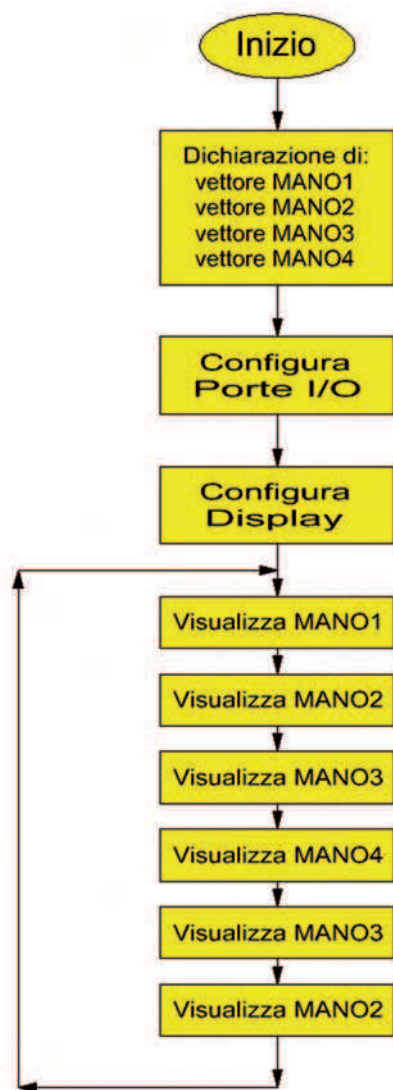 Inizio
Dichiarazione di:
vettore MANO1
vettore MANO2
vettore MANO3
vettore MANO4
Configura
Porte I/O
Configura
Display
Visualizza MANO1
Visualizza MANO2
Visualizza MANO3
Visualizza MANO4
Visualizza MANO3
Visualizza MANO2